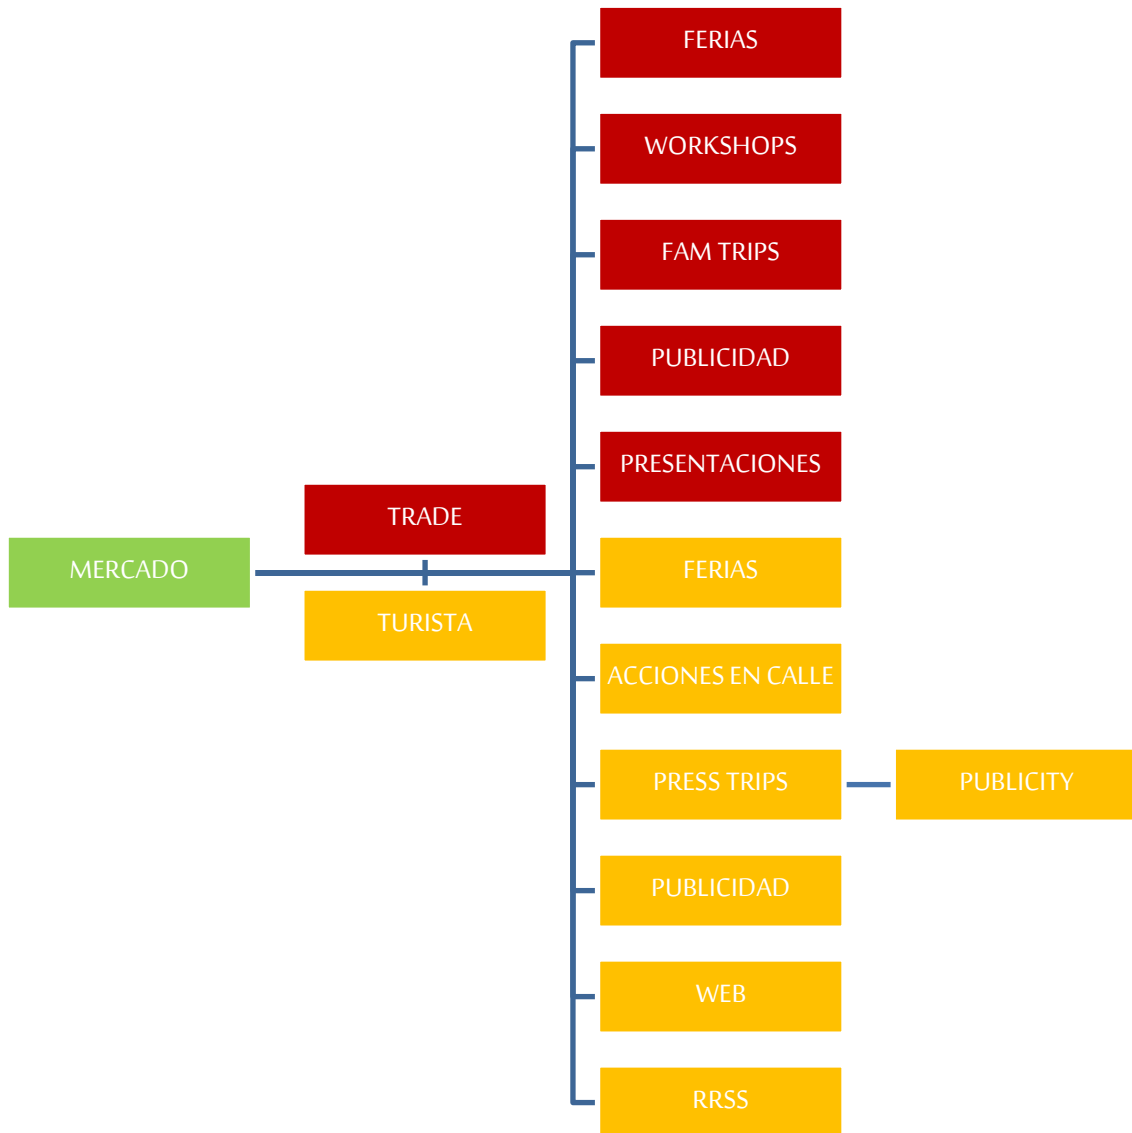 FERIAS
WORKSHOPS
FAM TRIPS
PUBLICIDAD
PRESENTACIONES
TRADE
MERCADO
FERIAS
TURISTA
ACCIONES EN CALLE
PRESS TRIPS
PUBLICITY
PUBLICIDAD
WEB
RRSS